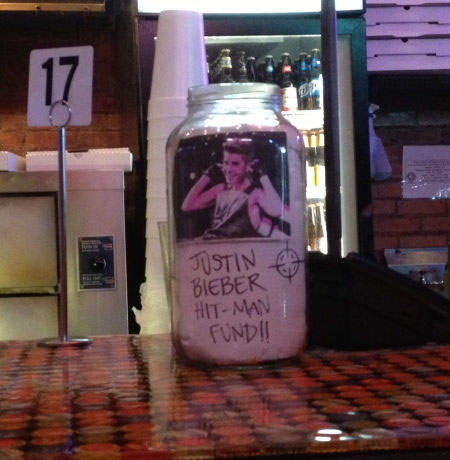 17
JUSTIN
BIEBER
HIT-MAN
FUND!!